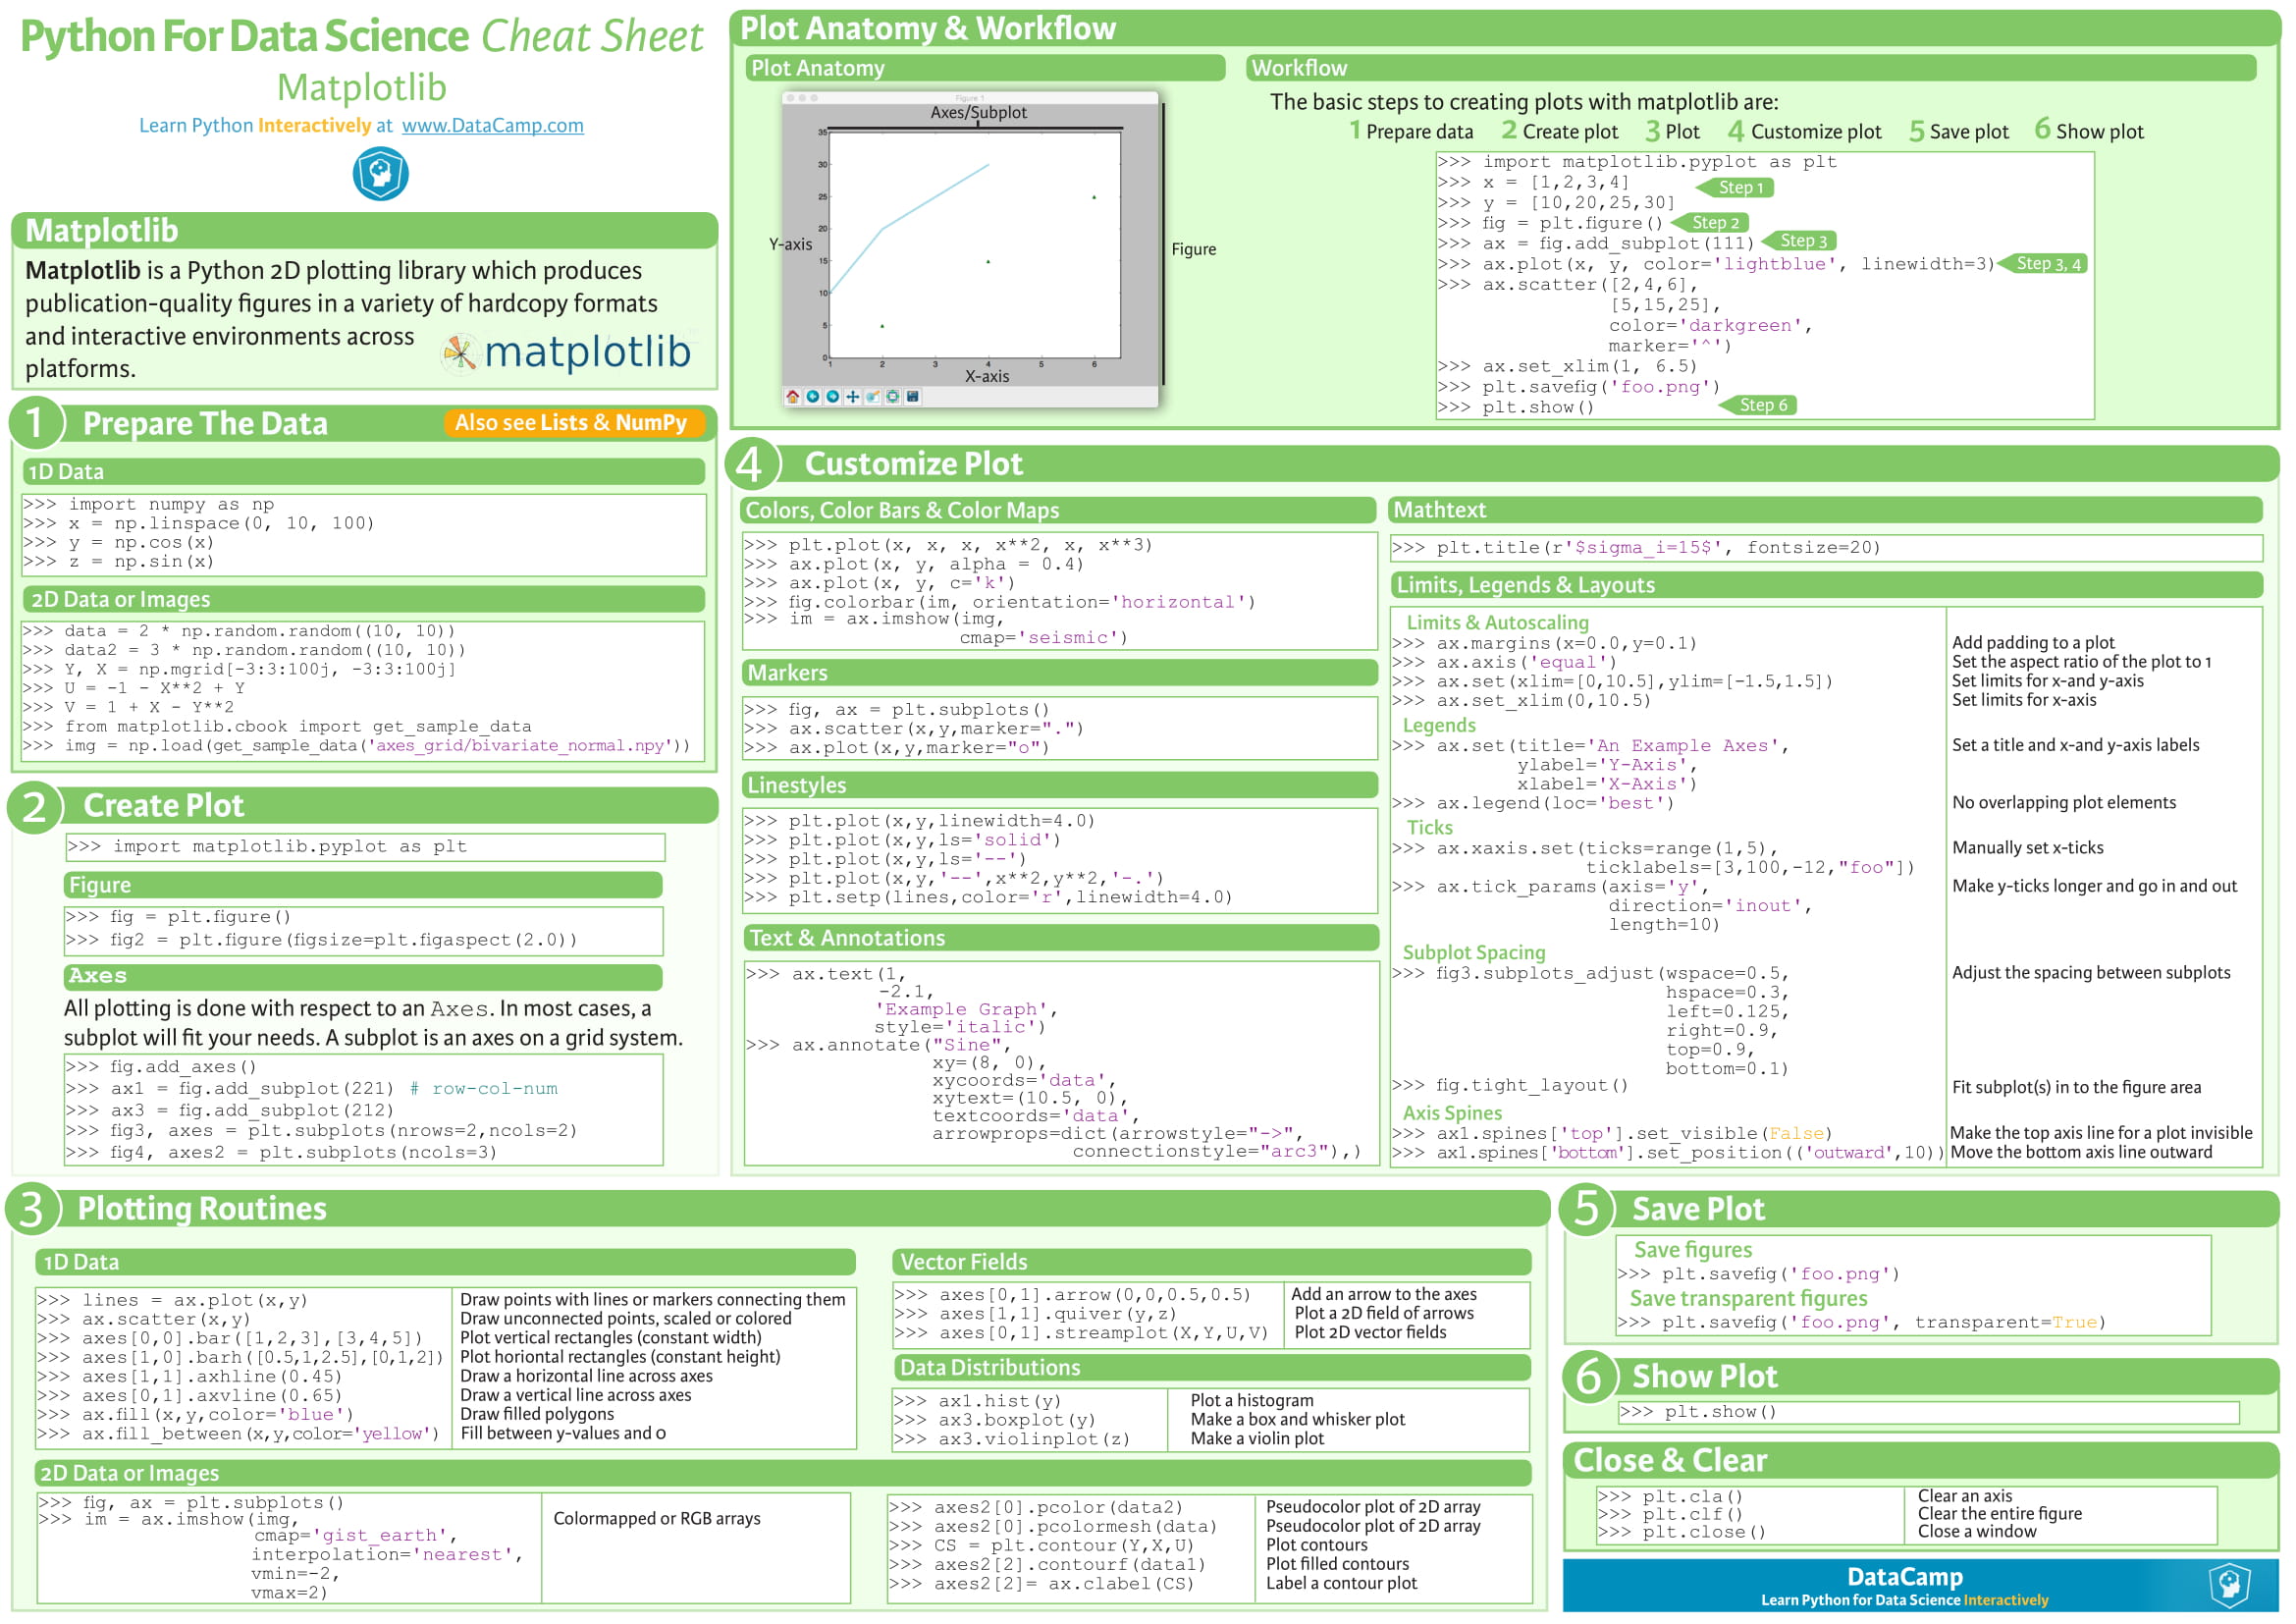 Python For Data Science Cheat Sheet
Matplotlib
Learn Python Interactively at www.DataCamp.com
Matplotlib
Matplotlib is a Python 2D plotting library which produces
publication-quality figures in a variety of hardcopy formats
and interactive environments across
platforms.
matplotlib
1 Prepare The Data
Also see Lists & NumPy
1D Data
>>> import numpy as np
>>> x = np.linspace(0, 10, 100)
>>> y = np.cos(x)
>>> z = np.sin(x)
2D Data or Images
>>> data = 2 * np.random.random((10, 10))
>>> data2 = 3 * np.random.random((10, 10))
>>> Y, X = np.mgrid[-3:3:100j, -3:3:100j]
>>> U = -1 - X**2 + Y
>>> V = 1 + X - Y**2
>>> from matplotlib.cbook import get_sample_data
>>> img = np.load(get_sample_data('axes_grid/bivariate_normal.npy'))
2 Create Plot
>>> import matplotlib.pyplot as plt
Figure
>>> fig = plt.figure()
>>> fig2 = plt.figure(figsize=plt.figaspect(2.0))
Axes
All plotting is done with respect to an Axes. In most cases, a
subplot will fit your needs. A subplot is an axes on a grid system.
>>> fig.add_axes()
>>> ax1 = fig.add_subplot(221) # row-col-num
>>> ax3 = fig.add_subplot(212)
>>> fig3, axes = plt.subplots(nrows=2,ncols=2)
>>> fig4, axes2 = plt.subplots(ncols=3)
Plot Anatomy & Workflow
Plot Anatomy
Figure 1
Axes/Subplot
35
30
25
20
15
10
5
0
Y-axis
Figure
1 2 3 4 5 6
X-axis
Workflow
The basic steps to creating plots with matplotlib are:
1 Prepare data 2 Create plot 3 Plot 4 Customize plot 5 Save plot 6 Show plot
>>> import matplotlib.pyplot as plt
>>> x = [1,2,3,4]
Step 1
>>> y = [10,20,25,30]
>>> fig = plt.figure() Step 2
>>> ax = fig.add_subplot(111) Step 3
>>> ax.plot(x, y, color='lightblue', linewidth=3) Step 3, 4
>>> ax.scatter([2,4,6],
[5,15,25],
color='darkgreen',
marker='^')
>>> ax.set_xlim(1, 6.5)
>>> plt.savefig('foo.png')
>>> plt.show() Step 6
4 Customize Plot
Colors, Color Bars & Color Maps
>>> plt.plot(x, x, x, x**2, x, x**3)
>>> ax.plot(x, y, alpha = 0.4)
>>> ax.plot(x, y, c='k')
>>> fig.colorbar(im, orientation='horizontal')
>>> im = ax.imshow(img,
cmap='seismic')
Markers
>>> fig, ax = plt.subplots()
>>> ax.scatter(x,y,marker=".")
>>> ax.plot(x,y,marker="o")
Linestyles
>>> plt.plot(x,y,linewidth=4.0)
>>> plt.plot(x,y,ls='solid')
>>> plt.plot(x,y,ls='--')
>>> plt.plot(x,y,'--',x**2,y**2,'-.')
>>> plt.setp(lines,color='r',linewidth=4.0)
Text & Annotations
>>> ax.text(1,
-2.1,
'Example Graph',
style='italic')
>>> ax.annotate("Sine",
xy=(8, 0),
xycoords='data',
xytext=(10.5, 0),
textcoords='data',
arrowprops=dict(arrowstyle="->",
connectionstyle="arc3"),)
Mathtext
>>> plt.title(r'$sigma_i=15$', fontsize=20)
Limits, Legends & Layouts
Limits & Autoscaling
>>> ax.margins(x=0.0,y=0.1) Add padding to a plot
>>> ax.axis('equal') Set the aspect ratio of the plot to 1
>>> ax.set(xlim=[0,10.5],ylim=[-1.5,1.5]) Set limits for x-and y-axis
>>> ax.set_xlim(0,10.5) Set limits for x-axis
Legends
>>> ax.set(title='An Example Axes', Set a title and x-and y-axis labels
ylabel='Y-Axis',
xlabel='X-Axis')
>>> ax.legend(loc='best') No overlapping plot elements
Ticks
>>> ax.xaxis.set(ticks=range(1,5), Manually set x-ticks
ticklabels=[3,100,-12,"foo"])
>>> ax.tick_params(axis='y', Make y-ticks longer and go in and out
direction='inout',
length=10)
Subplot Spacing
>>> fig3.subplots_adjust(wspace=0.5, Adjust the spacing between subplots
hspace=0.3,
left=0.125,
right=0.9,
top=0.9,
bottom=0.1)
>>> fig.tight_layout() Fit subplot(s) in to the figure area
Axis Spines
>>> ax1.spines['top'].set_visible(False) Make the top axis line for a plot invisible
>>> ax1.spines['bottom'].set_position(('outward',10)) Move the bottom axis line outward
3 Plotting Routines
1D Data
>>> lines = ax.plot(x,y) Draw points with lines or markers connecting them
>>> ax.scatter(x,y) Draw unconnected points, scaled or colored
>>> axes[0,0].bar([1,2,3],[3,4,5]) Plot vertical rectangles (constant width)
>>> axes[1,0].barh([0.5,1,2.5],[0,1,2]) Plot horiontal rectangles (constant height)
>>> axes[1,1].axhline(0.45) Draw a horizontal line across axes
>>> axes[0,1].axvline(0.65) Draw a vertical line across axes
>>> ax.fill(x,y,color='blue') Draw filled polygons
>>> ax.fill_between(x,y,color='yellow') Fill between y-values and 0
2D Data or Images
>>> fig, ax = plt.subplots()
>>> im = ax.imshow(img, Colormapped or RGB arrays
cmap='gist_earth',
interpolation='nearest',
vmin=-2,
vmax=2)
Vector Fields
>>> axes[0,1].arrow(0,0,0.5,0.5) Add an arrow to the axes
>>> axes[1,1].quiver(y,z) Plot a 2D field of arrows
>>> axes[0,1].streamplot(X,Y,U,V) Plot 2D vector fields
Data Distributions
>>> ax1.hist(y) Plot a histogram
>>> ax3.boxplot(y) Make a box and whisker plot
>>> ax3.violinplot(z) Make a violin plot
>>> axes2[0].pcolor(data2) Pseudocolor plot of 2D array
>>> axes2[0].pcolormesh(data) Pseudocolor plot of 2D array
>>> CS = plt.contour(Y,X,U) Plot contours
>>> axes2[2].contourf(data1) Plot filled contours
>>> axes2[2]= ax.clabel(CS) Label a contour plot
5 Save Plot
Save figures
>>> plt.savefig('foo.png')
Save transparent figures
>>> plt.savefig('foo.png', transparent=True)
6 Show Plot
>>> plt.show()
Close & Clear
>>> plt.cla() Clear an axis
>>> plt.clf() Clear the entire figure
>>> plt.close() Close a window
DataCamp
Learn Python for Data Science Interactively